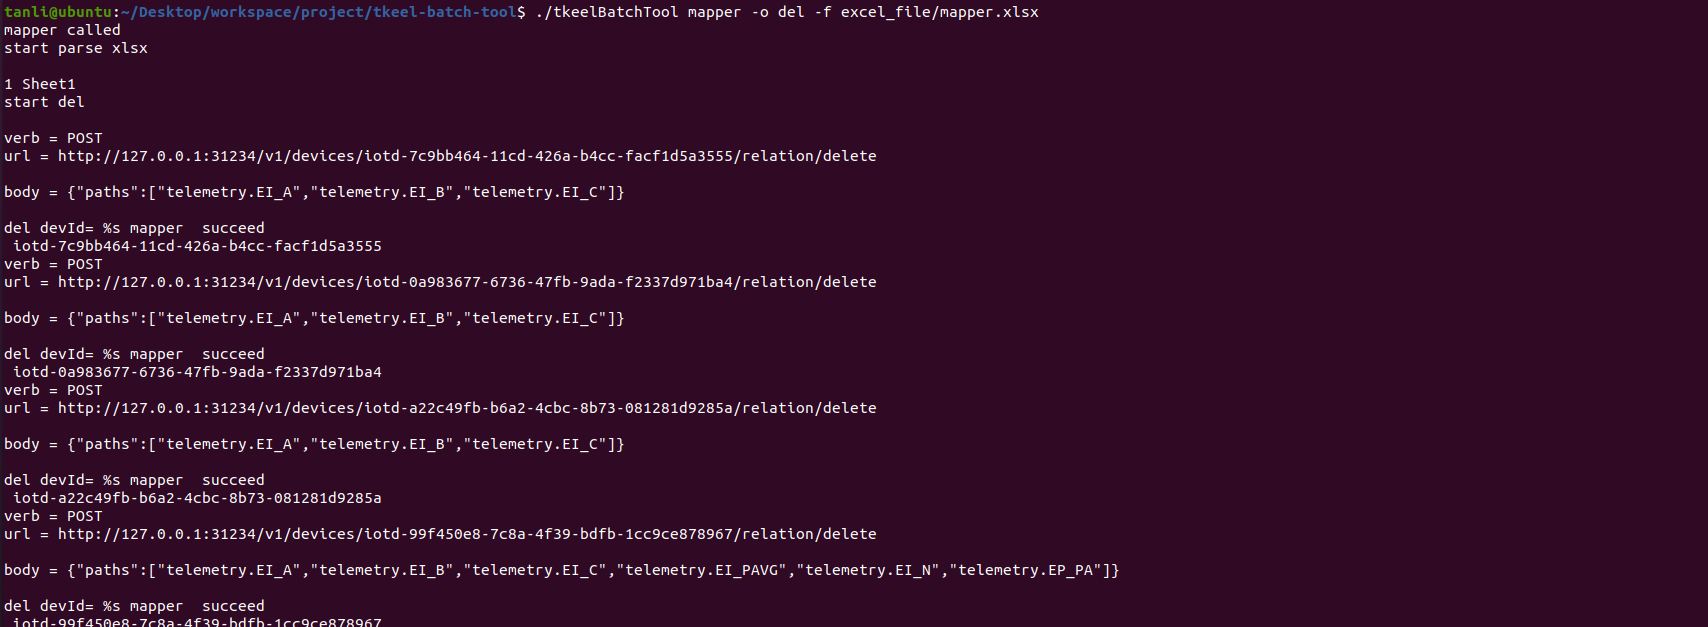 tanli@ubuntu:~/Desktop/workspace/project/tkeel-batch-tool$ ./tkeelBatchTool mapper -o del -f excel_file/mapper.xlsx
mapper called
start parse xlsx
1 Sheet1
start del
verb = POST
url = http://127.0.0.1:31234/v1/devices/iotd-7c9bb464-11cd-426a-b4cc-facf1d5a3555/relation/delete
body = {"paths":["telemetry.EI_A","telemetry.EI_B","telemetry.EI_C"]}
del devId= %s mapper  succeed
 iotd-7c9bb464-11cd-426a-b4cc-facf1d5a3555
verb = POST
url = http://127.0.0.1:31234/v1/devices/iotd-0a983677-6736-47fb-9ada-f2337d971ba4/relation/delete
body = {"paths":["telemetry.EI_A","telemetry.EI_B","telemetry.EI_C"]}
del devId= %s mapper  succeed
 iotd-0a983677-6736-47fb-9ada-f2337d971ba4
verb = POST
url = http://127.0.0.1:31234/v1/devices/iotd-a22c49fb-b6a2-4cbc-8b73-081281d9285a/relation/delete
body = {"paths":["telemetry.EI_A","telemetry.EI_B","telemetry.EI_C"]}
del devId= %s mapper  succeed
 iotd-a22c49fb-b6a2-4cbc-8b73-081281d9285a
verb = POST
url = http://127.0.0.1:31234/v1/devices/iotd-99f450e8-7c8a-4f39-bdfb-1cc9ce878967/relation/delete
body = {"paths":["telemetry.EI_A","telemetry.EI_B","telemetry.EI_C","telemetry.EI_PAVG","telemetry.EI_N","telemetry.EP_PA"]}
del devId= %s mapper  succeed
 iotd-99f450e8-7c8a-4f39-bdfb-1cc9ce878967